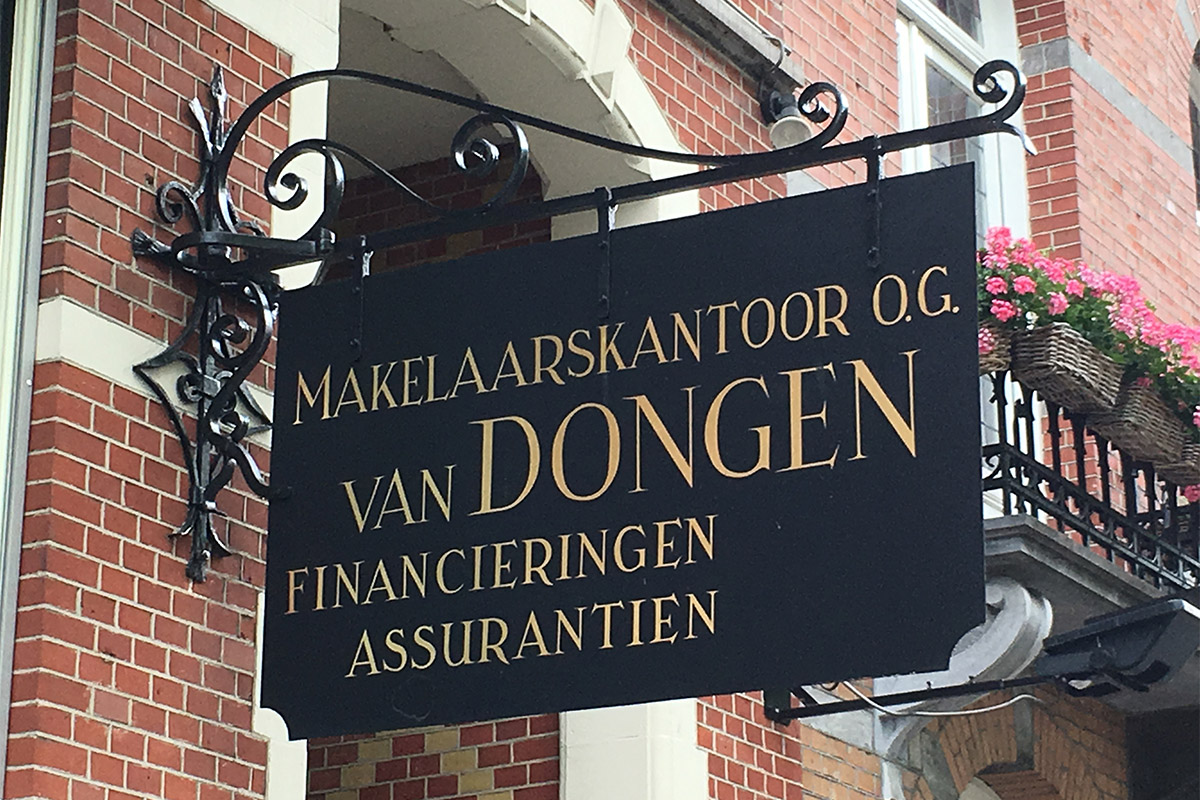 MAKELAARSKANTOOR O.G.
VAN DONGEN
FINANCIERINGEN
ASSURANTIEN